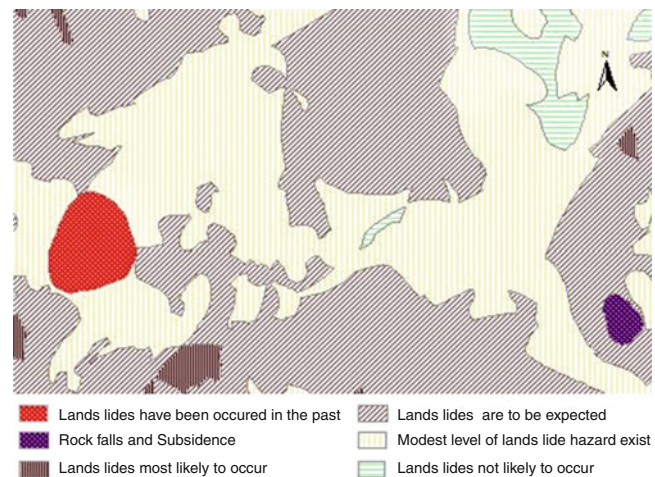 N
Lands lides have been occured in the past
Lands lides are to be expected
Rock falls and Subsidence
Modest level of lands lide hazard exist
Lands lides most likely to occur
Lands lides not likely to occur